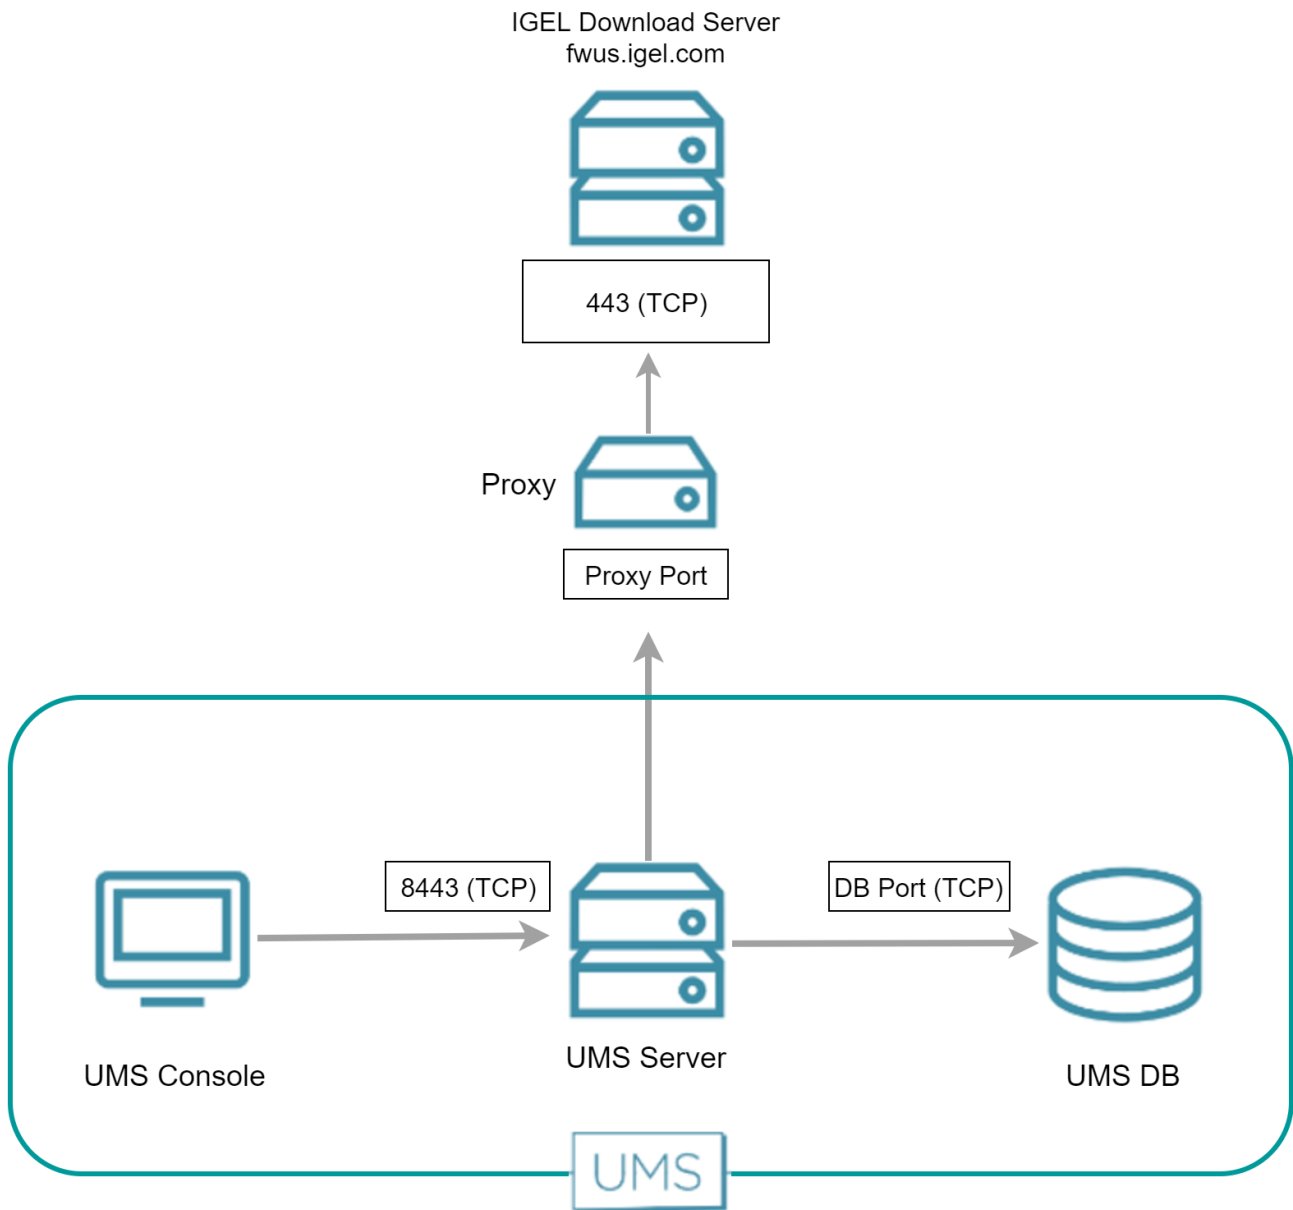 IGEL Download Server
fwus.igel.com
443 (TCP)
Proxy
Proxy Port
8443 (TCP)
DB Port (TCP)
UMS Console
UMS Server
UMS DB
UMS